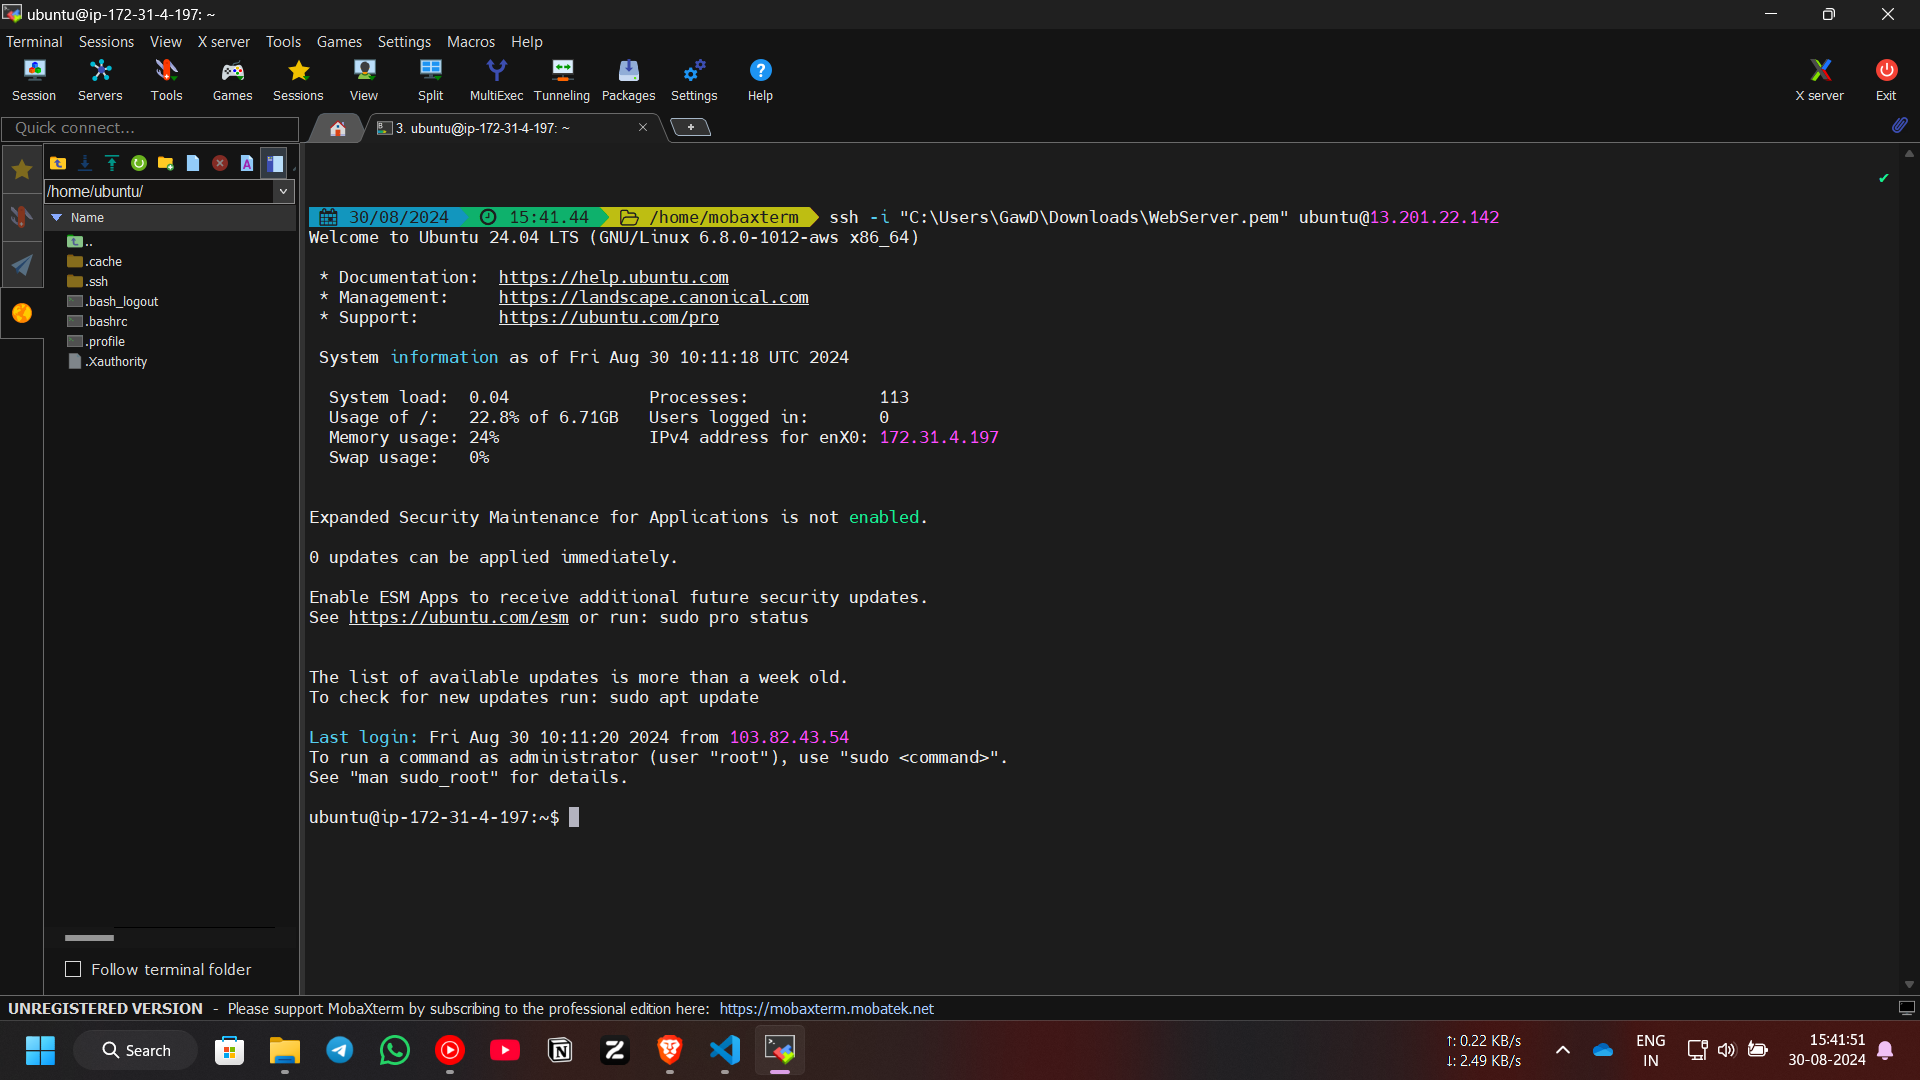 ubuntu@ip-172-31-4-197: ~
Terminal Sessions View X server Tools Games Settings Macros Help
Session Servers Tools Games Sessions View Split MultiExec Tunneling Packages Settings Help X server Exit
Quick connect...
3. ubuntu@ip-172-31-4-197: ~
/home/ubuntu/
Name
..
.cache
.ssh
.bash_logout
.bashrc
.profile
.Xauthority
30/08/2024 15:41.44 /home/mobaxterm ssh -i "C:\Users\GawD\Downloads\WebServer.pem" ubuntu@13.201.22.142
Welcome to Ubuntu 24.04 LTS (GNU/Linux 6.8.0-1012-aws x86_64)
* Documentation: https://help.ubuntu.com
* Management: https://landscape.canonical.com
* Support: https://ubuntu.com/pro
System information as of Fri Aug 30 10:11:18 UTC 2024
System load: 0.04 Processes: 113
Usage of /: 22.8% of 6.71GB Users logged in: 0
Memory usage: 24% IPv4 address for enX0: 172.31.4.197
Swap usage: 0%
Expanded Security Maintenance for Applications is not enabled.
0 updates can be applied immediately.
Enable ESM Apps to receive additional future security updates.
See https://ubuntu.com/esm or run: sudo pro status
The list of available updates is more than a week old.
To check for new updates run: sudo apt update
Last login: Fri Aug 30 10:11:20 2024 from 103.82.43.54
To run a command as administrator (user "root"), use "sudo <command>".
See "man sudo_root" for details.
ubuntu@ip-172-31-4-197:~$
Follow terminal folder
UNREGISTERED VERSION - Please support MobaXterm by subscribing to the professional edition here: https://mobaxterm.mobatek.net
Search
↑: 0.22 KB/s
↓: 2.49 KB/s
ENG
IN
15:41:51
30-08-2024